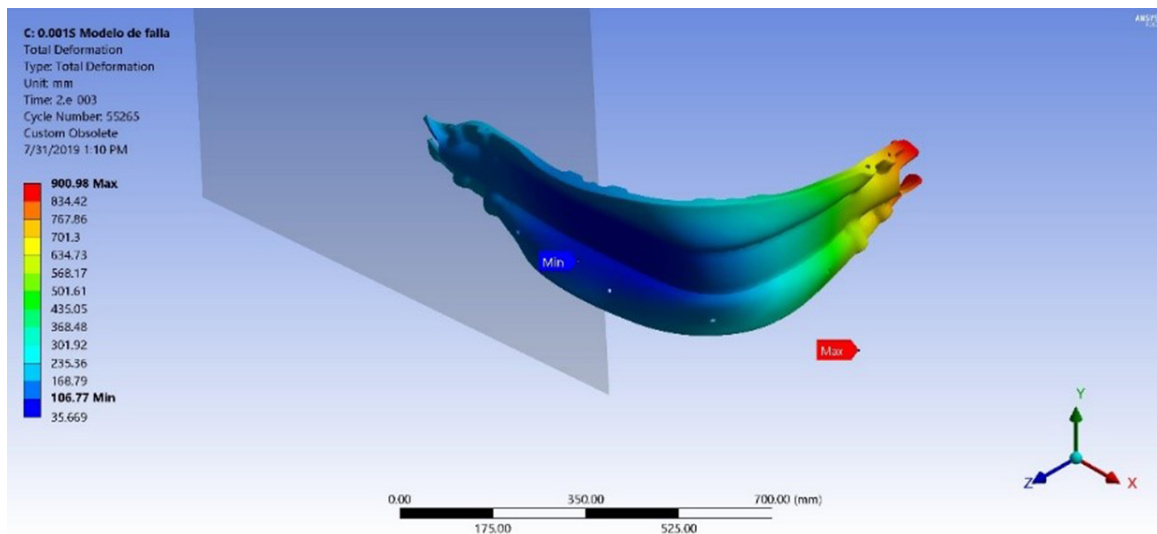 C: 0.001S Modelo de falla
Total Deformation
Type: Total Deformation
Unit: mm
Time: 2.e 003
Cycle Number: 55265
Custom Obsolete
7/31/2019 1:10 PM
900.98 Max
834.42
767.86
701.3
634.73
568.17
501.61
435.05
368.48
301.92
235.36
168.79
106.77 Min
35.669
Min
Max
Y
Z
X
0.00
350.00
700.00 (mm)
175.00
525.00